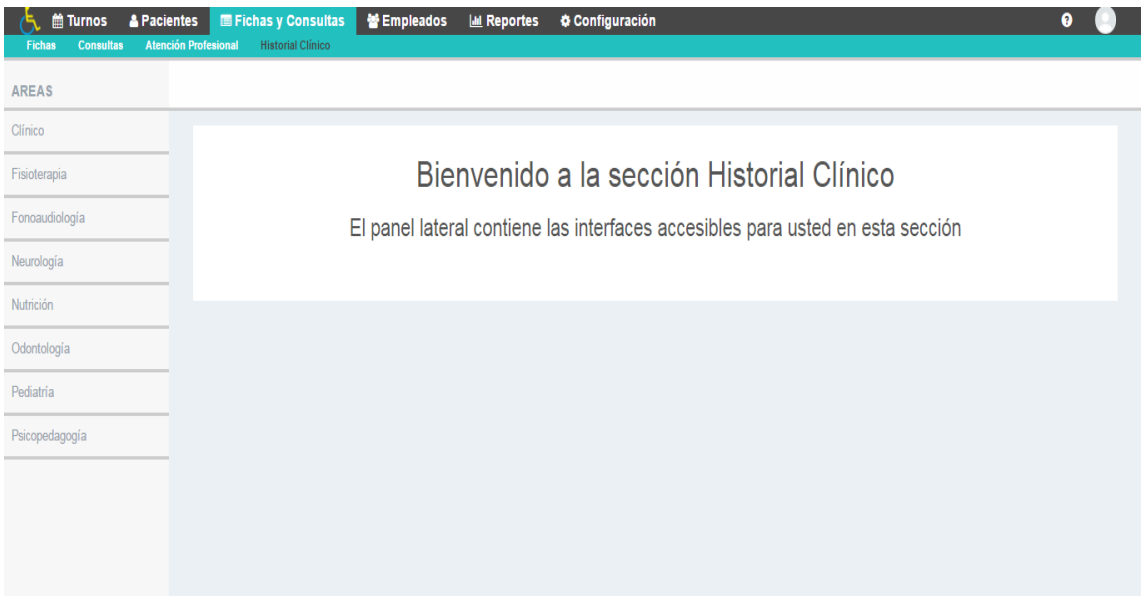 Turnos Pacientes Fichas y Consultas Empleados Reportes Configuración
Fichas Consultas Atención Profesional Historial Clínico
AREAS
Clínico
Fisioterapia
Fonoaudiología
Neurología
Nutrición
Odontología
Pediatría
Psicopedagogía
Bienvenido a la sección Historial Clínico
El panel lateral contiene las interfaces accesibles para usted en esta sección